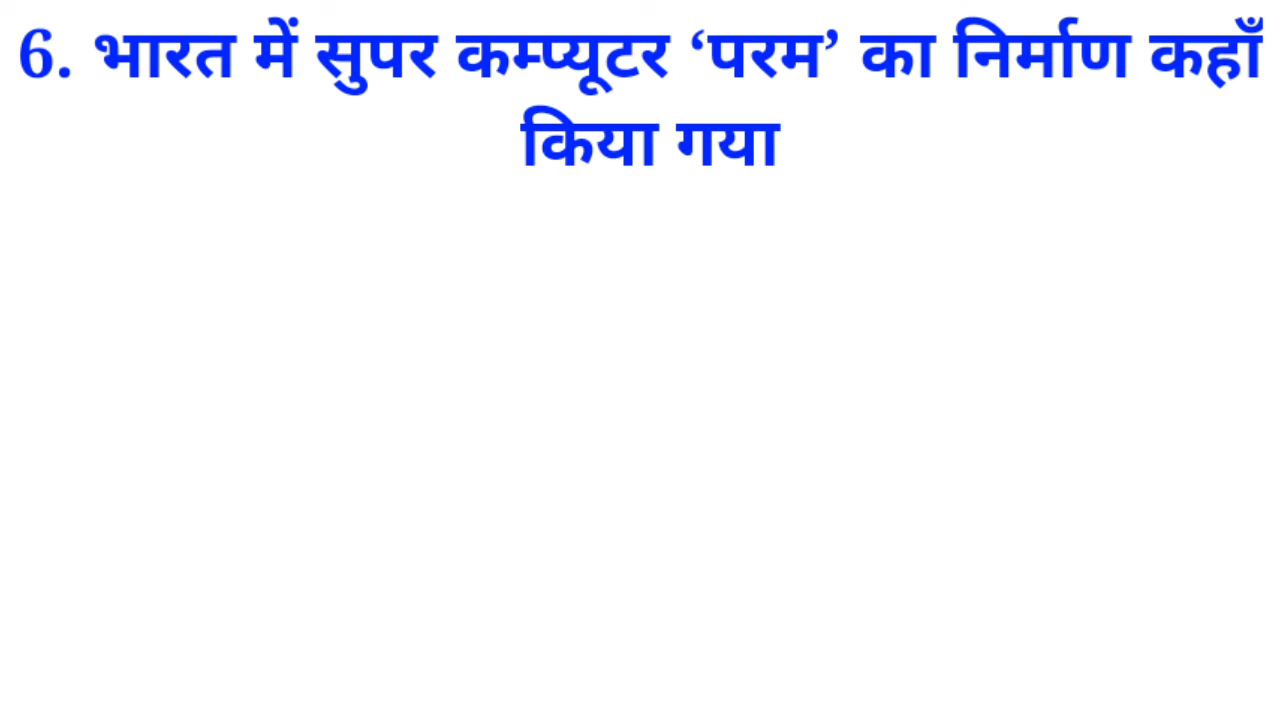 6. भारत में सुपर कम्प्यूटर ‘परम’ का निर्माण कहाँ
किया गया